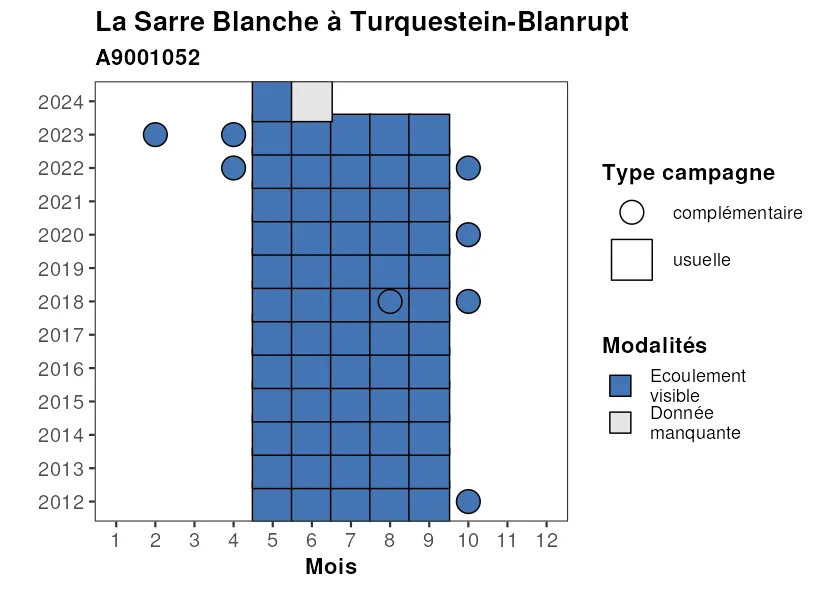 La Sarre Blanche à Turquestein-Blanrupt
A9001052
2024
2023
2022
2021
2020
2019
2018
2017
2016
2015
2014
2013
2012
1 2 3 4 5 6 7 8 9 10 11 12
Mois
Type campagne
complémentaire
usuelle
Modalités
Ecoulement
visible
Donnée
manquante